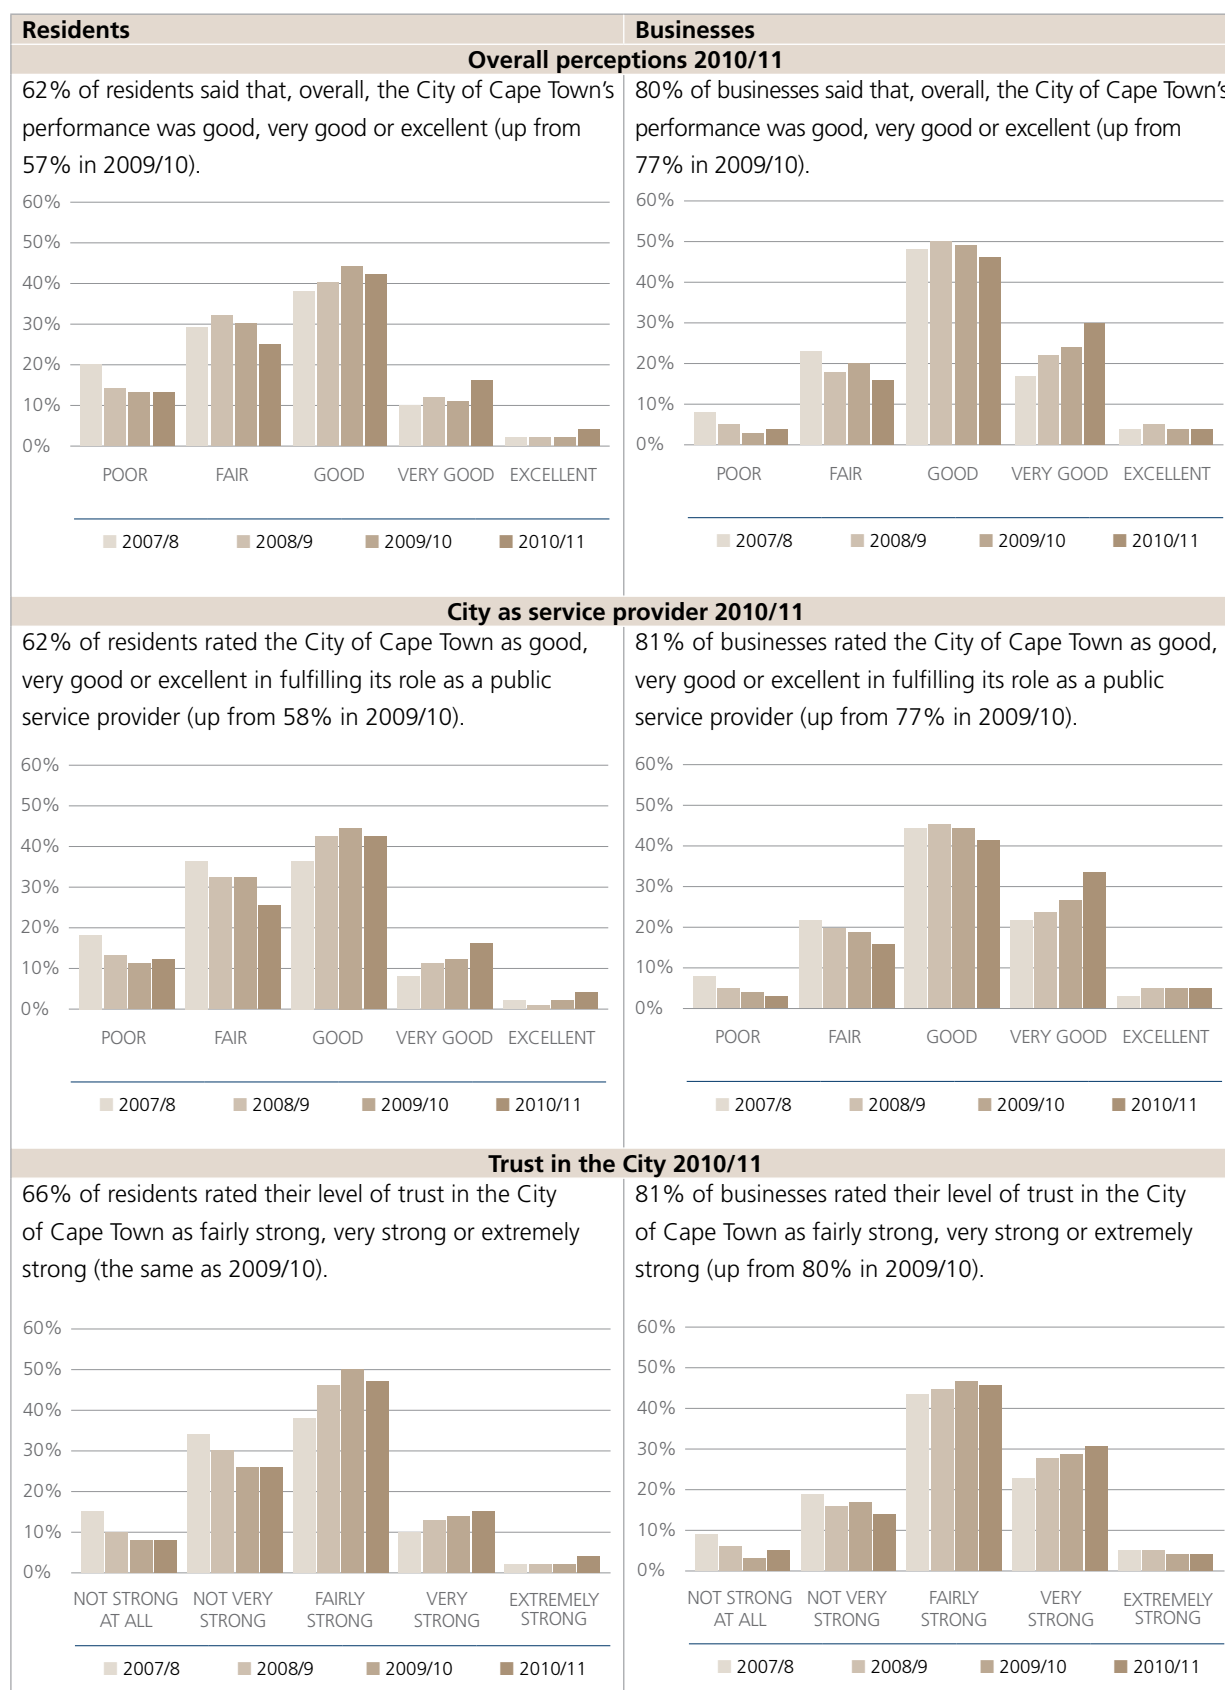 Residents
Businesses
Overall perceptions 2010/11
62% of residents said that, overall, the City of Cape Town's
performance was good, very good or excellent (up from
57% in 2009/10).
80% of businesses said that, overall, the City of Cape Town's
performance was good, very good or excellent (up from
77% in 2009/10).
60%
50%
40%
30%
20%
10%
0%
POOR FAIR GOOD VERY GOOD EXCELLENT
2007/8 2008/9 2009/10 2010/11
60%
50%
40%
30%
20%
10%
0%
POOR FAIR GOOD VERY GOOD EXCELLENT
2007/8 2008/9 2009/10 2010/11
City as service provider 2010/11
62% of residents rated the City of Cape Town as good,
very good or excellent in fulfilling its role as a public
service provider (up from 58% in 2009/10).
81% of businesses rated the City of Cape Town as good,
very good or excellent in fulfilling its role as a public
service provider (up from 77% in 2009/10).
60%
50%
40%
30%
20%
10%
0%
POOR FAIR GOOD VERY GOOD EXCELLENT
2007/8 2008/9 2009/10 2010/11
60%
50%
40%
30%
20%
10%
0%
POOR FAIR GOOD VERY GOOD EXCELLENT
2007/8 2008/9 2009/10 2010/11
Trust in the City 2010/11
66% of residents rated their level of trust in the City
of Cape Town as fairly strong, very strong or extremely
strong (the same as 2009/10).
81% of businesses rated their level of trust in the City
of Cape Town as fairly strong, very strong or extremely
strong (up from 80% in 2009/10).
60%
50%
40%
30%
20%
10%
0%
NOT STRONG NOT VERY FAIRLY VERY EXTREMELY
AT ALL STRONG STRONG STRONG STRONG
2007/8 2008/9 2009/10 2010/11
60%
50%
40%
30%
20%
10%
0%
NOT STRONG NOT VERY FAIRLY VERY EXTREMELY
AT ALL STRONG STRONG STRONG STRONG
2007/8 2008/9 2009/10 2010/11